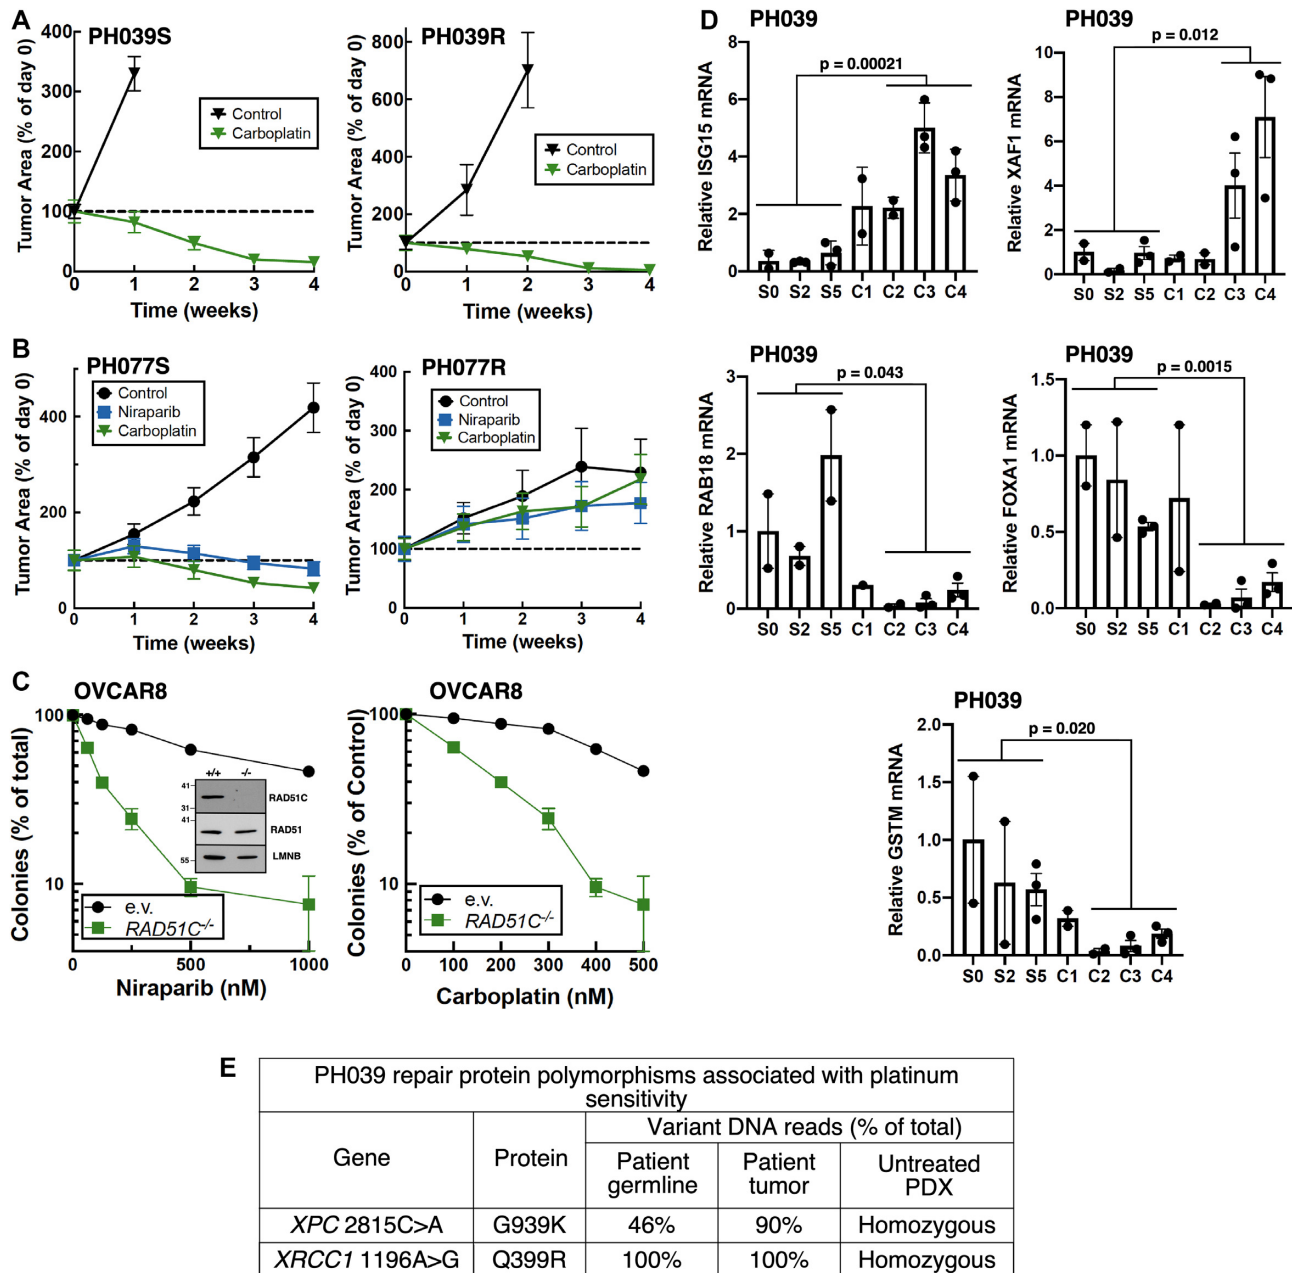 A
PH039S
Tumor Area (% of day 0)
400
300
200
100
0
Control
Carboplatin
0 1 2 3 4
Time (weeks)
PH039R
Tumor Area (% of day 0)
800
600
400
200
0
Control
Carboplatin
0 1 2 3 4
Time (weeks)
B
PH077S
Tumor Area (% of day 0)
400
200
0
Control
Niraparib
Carboplatin
0 1 2 3 4
Time (weeks)
PH077R
Tumor Area (% of day 0)
400
300
200
100
0
Control
Niraparib
Carboplatin
0 1 2 3 4
Time (weeks)
C
OVCAR8
Colonies (% of total)
100
10
+/+ -/-
41
31
RAD51C
41
RAD51
55
LMNB
e.v.
RAD51C-/-
0 500 1000
Niraparib (nM)
OVCAR8
Colonies (% of Control)
100
10
e.v.
RAD51C-/-
0 100 200 300 400 500
Carboplatin (nM)
D
PH039
Relative ISG15 mRNA
8
6
4
2
0
p = 0.00021
S0 S2 S5 C1 C2 C3 C4
PH039
Relative XAF1 mRNA
10
8
6
4
2
0
p = 0.012
S0 S2 S5 C1 C2 C3 C4
PH039
Relative RAB18 mRNA
3
2
1
0
p = 0.043
S0 S2 S5 C1 C2 C3 C4
PH039
Relative FOXA1 mRNA
1.5
1.0
0.5
0.0
p = 0.0015
S0 S2 S5 C1 C2 C3 C4
PH039
Relative GSTM mRNA
2.0
1.5
1.0
0.5
0.0
p = 0.020
S0 S2 S5 C1 C2 C3 C4
E
PH039 repair protein polymorphisms associated with platinum
sensitivity
Gene
Protein
Variant DNA reads (% of total)
Patient germline
Patient tumor
Untreated PDX
XPC 2815C>A G939K 46% 90% Homozygous
XRCC1 1196A>G Q399R 100% 100% Homozygous